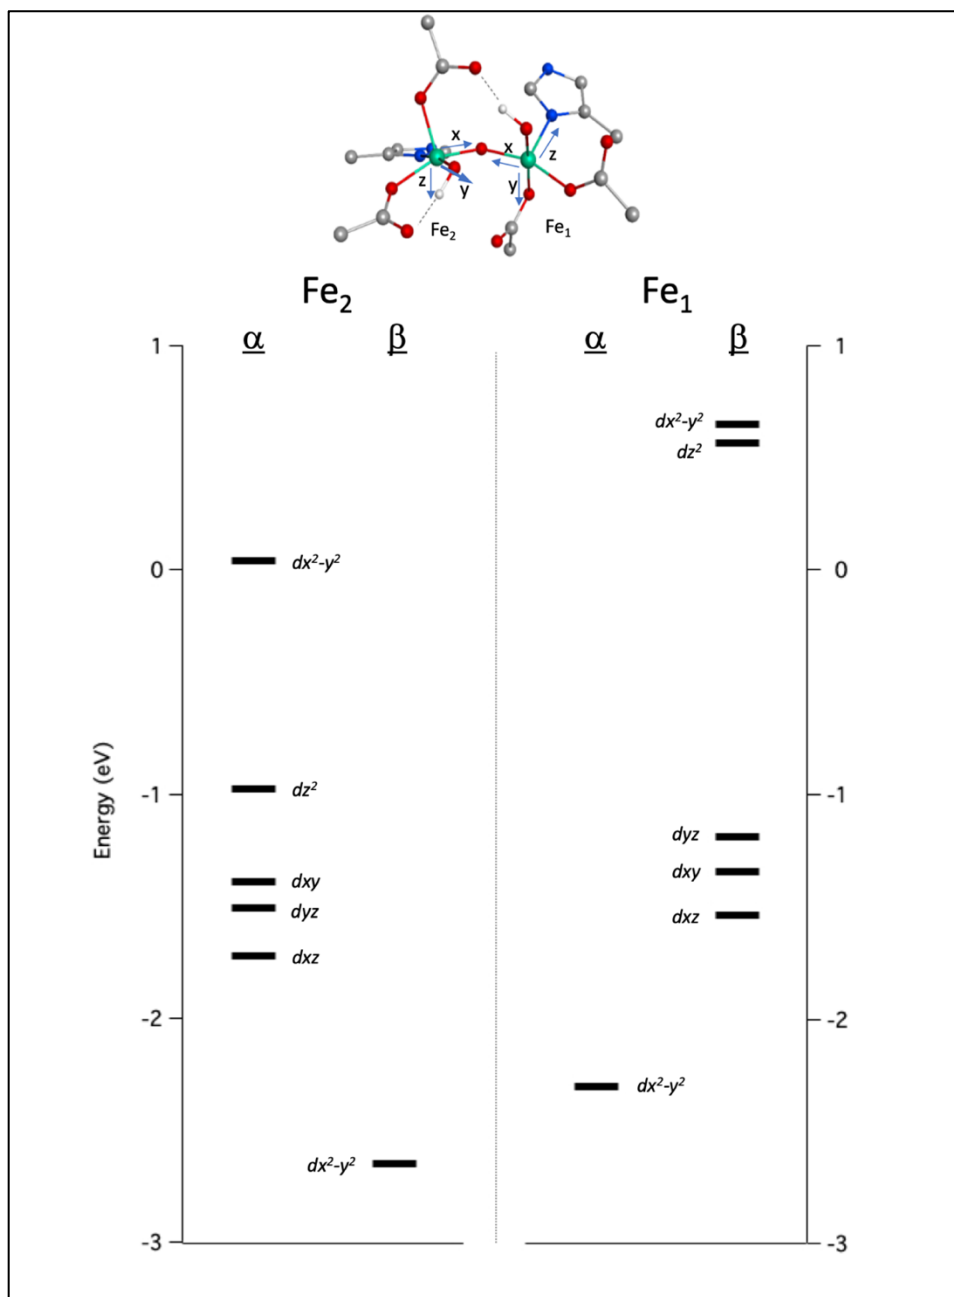 x x z
z y y
Fe₂ Fe₁
Fe₂ Fe₁
α β α β
1 1
dx²-y²
dz²
0 dx²-y² 0
-1 dz² -1
dyz
dxy dxy
dyz dxz
dxz
-2 -2
dx²-y²
dx²-y²
-3 -3
Energy (eV)